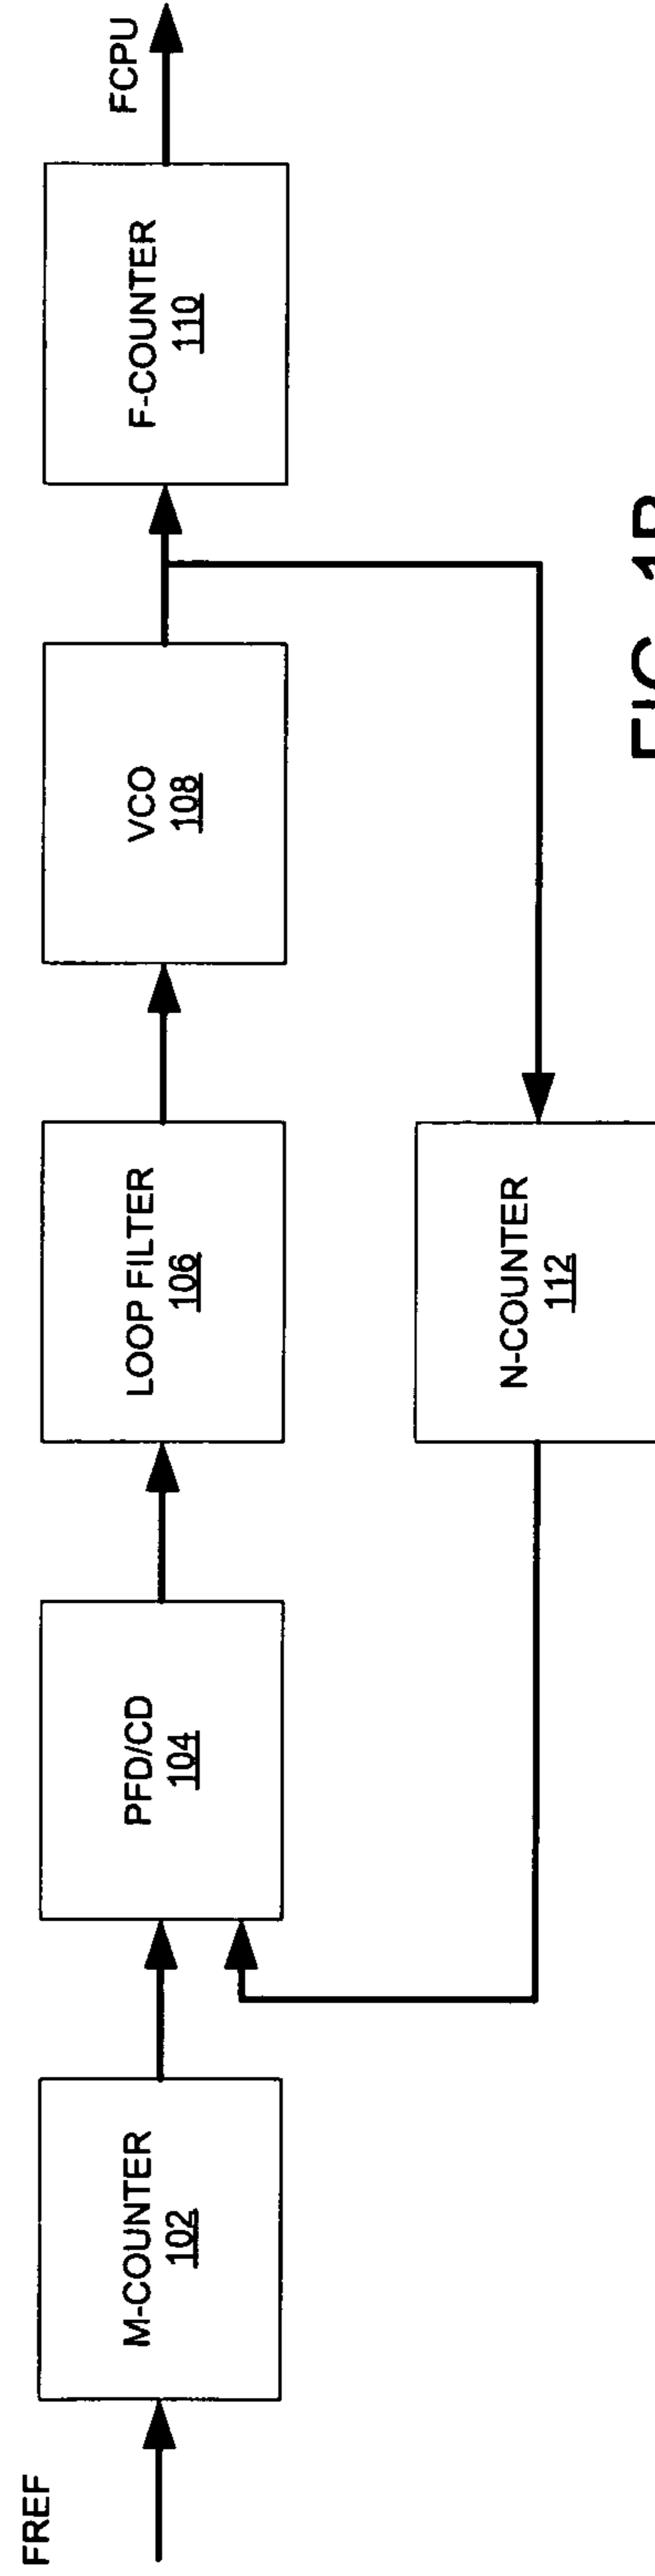 FREF
M-COUNTER
102
PFD/CD
104
LOOP FILTER
106
VCO
108
F-COUNTER
110
FCPU
N-COUNTER
112